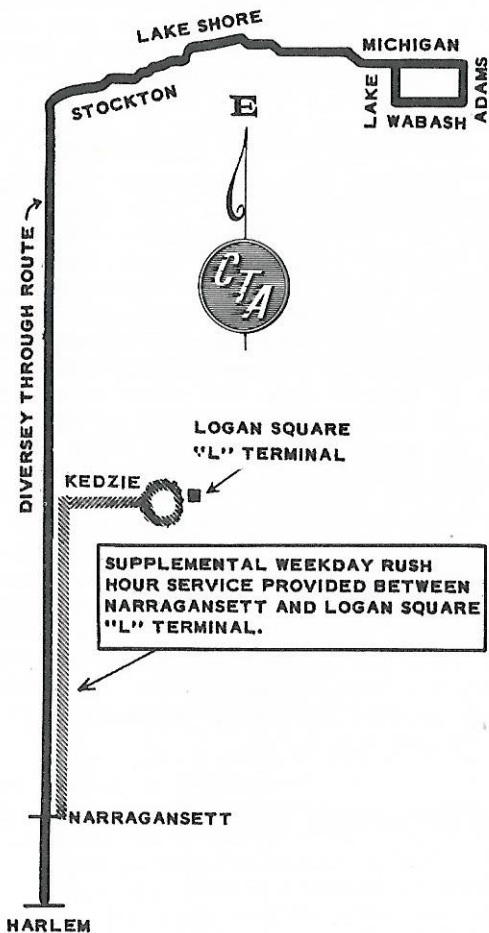 LAKE SHORE
MICHIGAN
STOCKTON
LAKE
WABASH
ADAMS
E
CTA
DIVERSEY THROUGH ROUTE
LOGAN SQUARE
"L" TERMINAL
KEDZIE
SUPPLEMENTAL WEEKDAY RUSH
HOUR SERVICE PROVIDED BETWEEN
NARRAGANSETT AND LOGAN SQUARE
"L" TERMINAL.
NARRAGANSETT
HARLEM